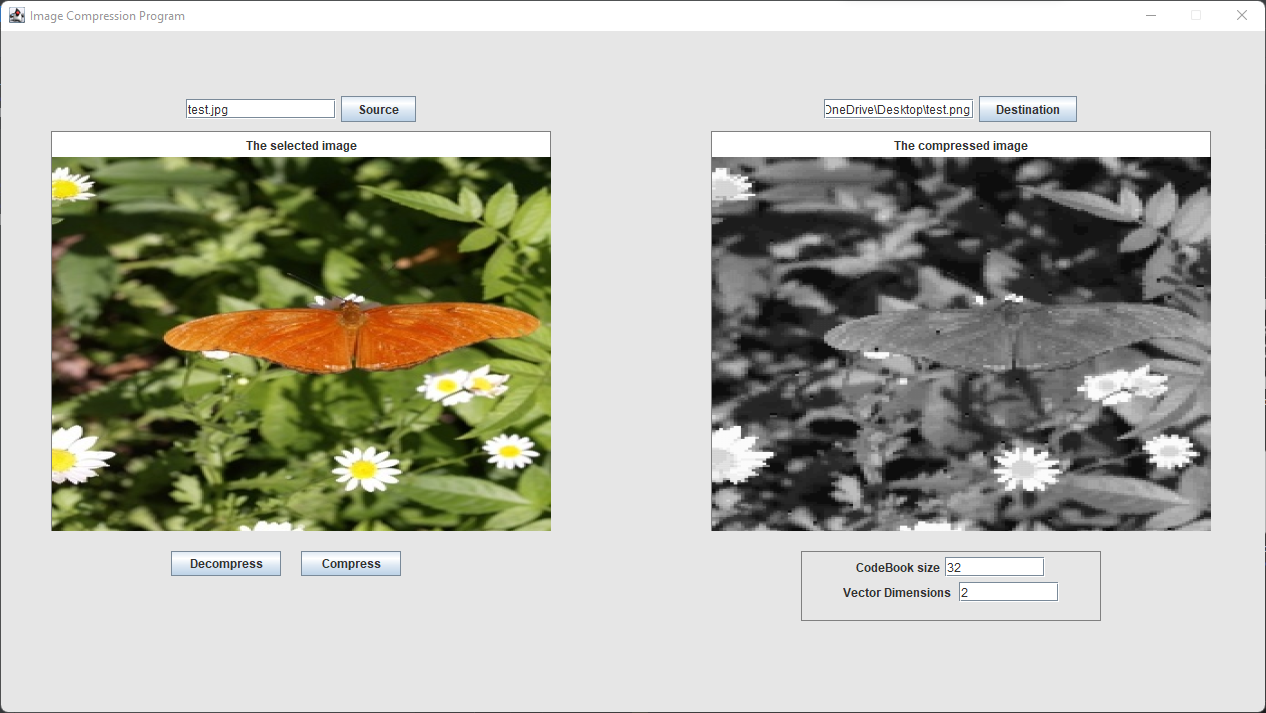 Image Compression Program
test.jpg Source
OneDrive\Desktop\test.png Destination
The selected image
The compressed image
Decompress Compress
CodeBook size 32
Vector Dimensions 2